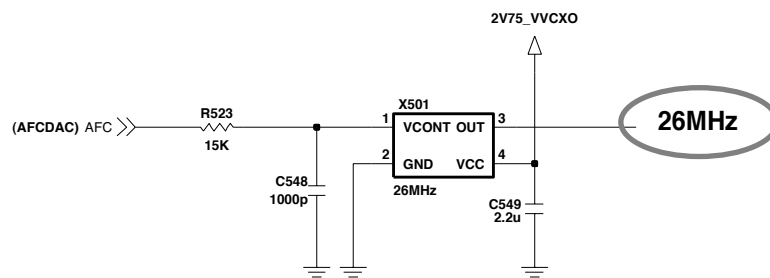 2V75_VVCXO
X501
R523
(AFCDAC) AFC
15K
1 VCONT OUT 3
26MHz
2 GND VCC 4
C548
1000p
26MHz
C549
2.2u